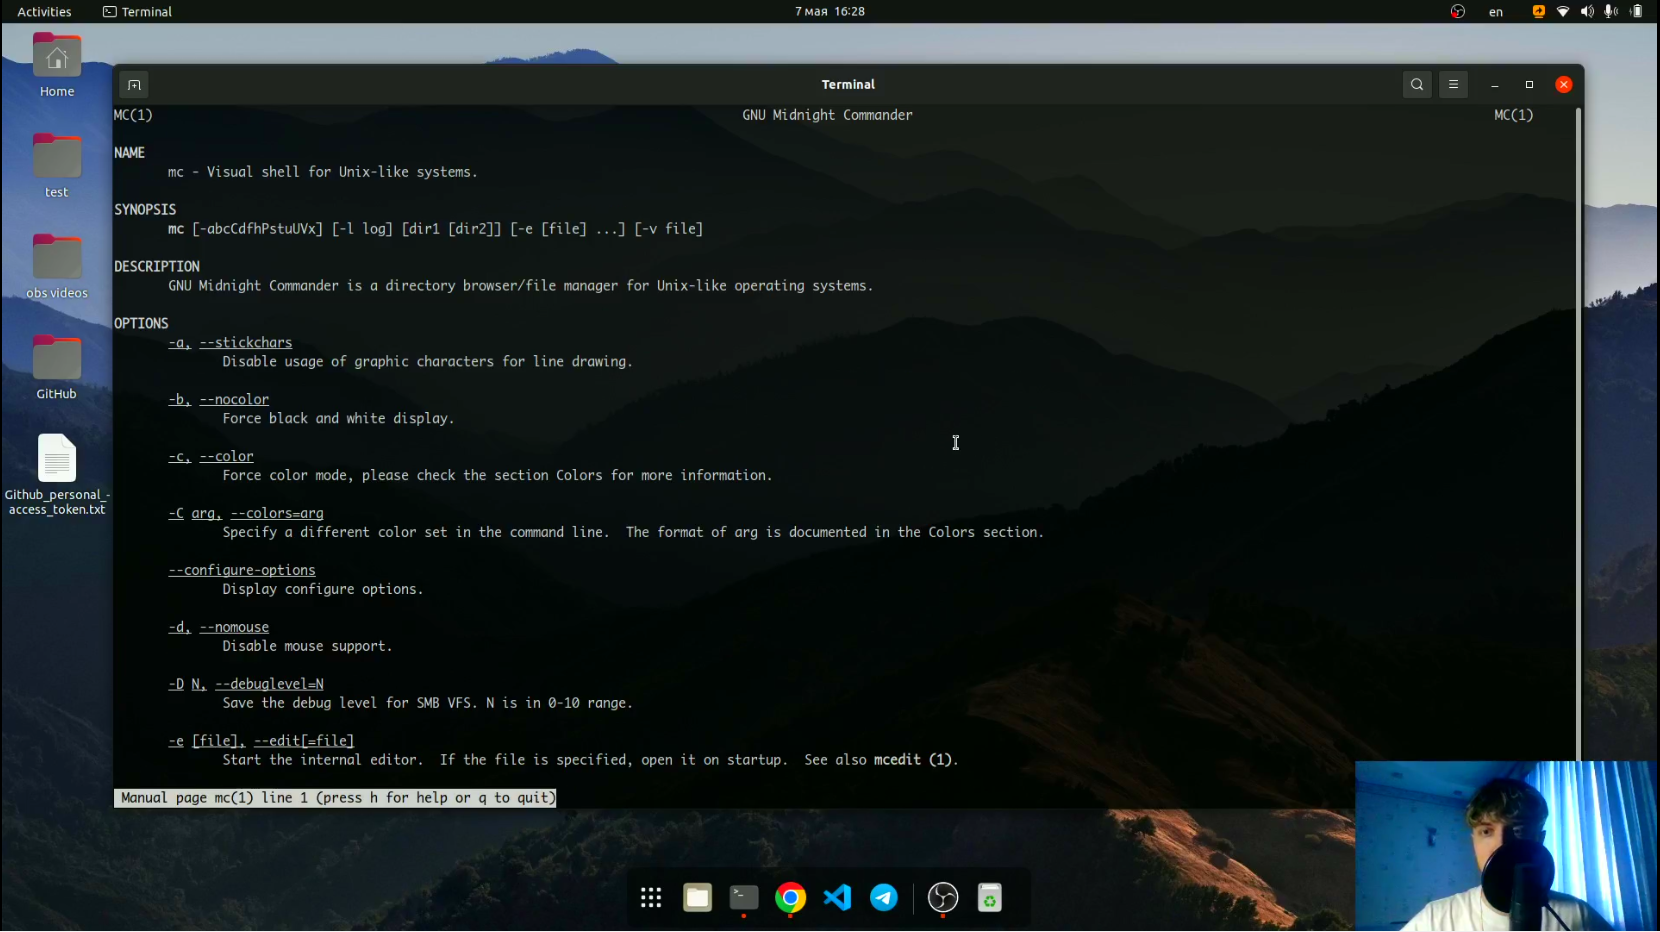 Activities
Terminal
7 мая 16:28
en
Home
test
obs videos
GitHub
Github_personal_-
access_token.txt
Terminal
MC(1) GNU Midnight Commander MC(1)
NAME
mc - Visual shell for Unix-like systems.
SYNOPSIS
mc [-abcCdfhPstuUVx] [-l log] [dir1 [dir2]] [-e [file] ...] [-v file]
DESCRIPTION
GNU Midnight Commander is a directory browser/file manager for Unix-like operating systems.
OPTIONS
-a, --stickchars
Disable usage of graphic characters for line drawing.
-b, --nocolor
Force black and white display.
-c, --color
Force color mode, please check the section Colors for more information.
-C arg, --colors=arg
Specify a different color set in the command line.  The format of arg is documented in the Colors section.
--configure-options
Display configure options.
-d, --nomouse
Disable mouse support.
-D N, --debuglevel=N
Save the debug level for SMB VFS. N is in 0-10 range.
-e [file], --edit[=file]
Start the internal editor.  If the file is specified, open it on startup.  See also mcedit (1).
Manual page mc(1) line 1 (press h for help or q to quit)